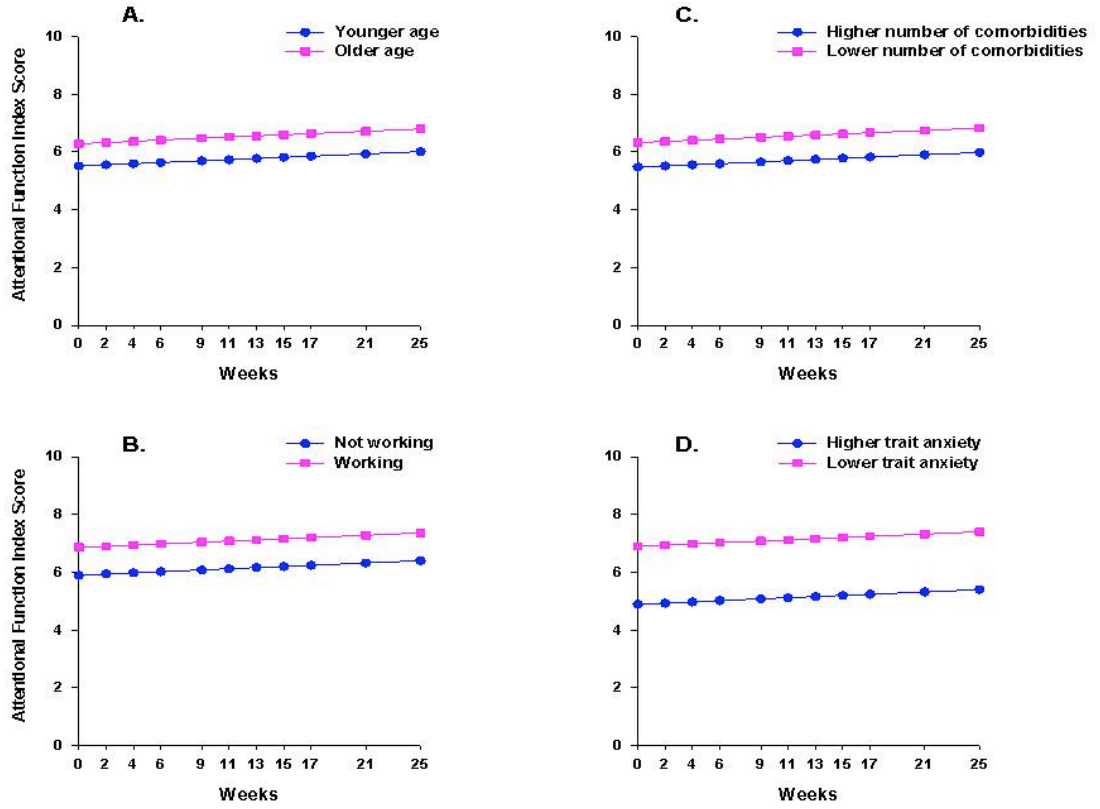 A.
Younger age
Older age
10
8
6
4
2
0
0 2 4 6 9 11 13 15 17 21 25
Attentional Function Index Score
Weeks
C.
Higher number of comorbidities
Lower number of comorbidities
10
8
6
4
2
0
0 2 4 6 9 11 13 15 17 21 25
Weeks
B.
Not working
Working
10
8
6
4
2
0
0 2 4 6 9 11 13 15 17 21 25
Attentional Function Index Score
Weeks
D.
Higher trait anxiety
Lower trait anxiety
10
8
6
4
2
0
0 2 4 6 9 11 13 15 17 21 25
Weeks